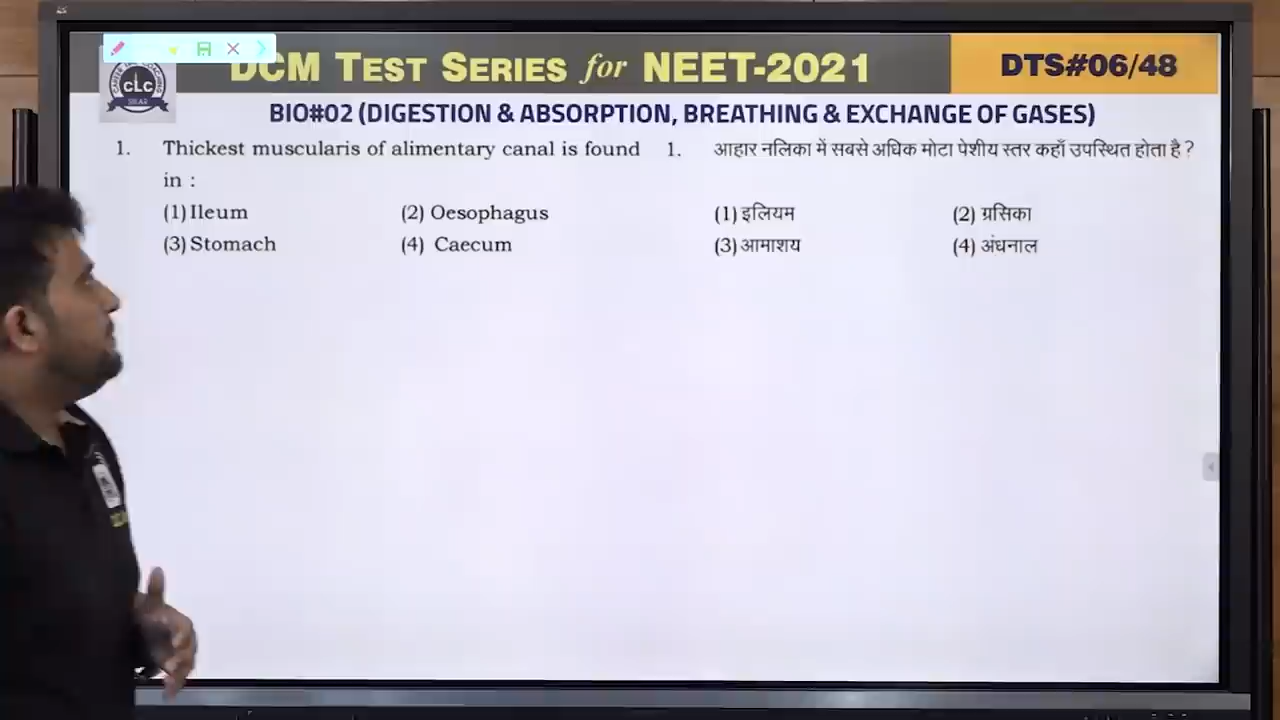 DCM TEST SERIES for NEET-2021
DTS#06/48
CLC
SIKAR
BIO#02 (DIGESTION & ABSORPTION, BREATHING & EXCHANGE OF GASES)
1. Thickest muscularis of alimentary canal is found
in :
(1) Ileum (2) Oesophagus
(3) Stomach (4) Caecum
1. आहार नलिका में सबसे अधिक मोटा पेशीय स्तर कहाँ उपस्थित होता है ?
(1) इलियम (2) ग्रसिका
(3) आमाशय (4) अंधनाल